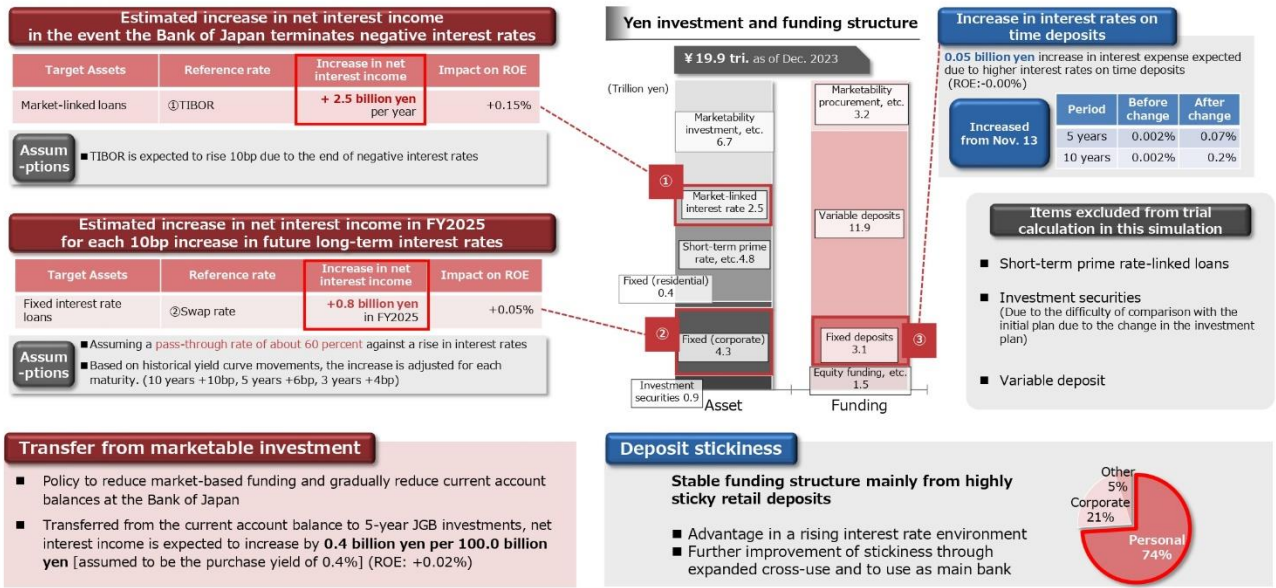 Estimated increase in net interest income
in the event the Bank of Japan terminates negative interest rates
Target Assets Reference rate Increase in net interest income Impact on ROE
Market-linked loans ①TIBOR + 2.5 billion yen per year +0.15%
Assum
-ptions
■ TIBOR is expected to rise 10bp due to the end of negative interest rates
Estimated increase in net interest income in FY2025
for each 10bp increase in future long-term interest rates
Target Assets Reference rate Increase in net interest income Impact on ROE
Fixed interest rate loans ②Swap rate +0.8 billion yen in FY2025 +0.05%
Assum
-ptions
■ Assuming a pass-through rate of about 60 percent against a rise in interest rates
■ Based on historical yield curve movements, the increase is adjusted for each
maturity. (10 years +10bp, 5 years +6bp, 3 years +4bp)
Yen investment and funding structure
¥19.9 tri. as of Dec. 2023
(Trillion yen)
Marketability
investment, etc.
6.7
①
Market-linked
interest rate 2.5
Short-term prime
rate, etc.4.8
Fixed (residential)
0.4
②
Fixed (corporate)
4.3
Investment
securities 0.9
Asset
Marketability
procurement, etc.
3.2
Variable deposits
11.9
Fixed deposits
3.1
③
Equity funding, etc.
1.5
Funding
Increase in interest rates on
time deposits
0.05 billion yen increase in interest expense expected
due to higher interest rates on time deposits
(ROE:-0.00%)
Increased
from Nov. 13
Period Before change After change
5 years 0.002% 0.07%
10 years 0.002% 0.2%
Items excluded from trial
calculation in this simulation
■ Short-term prime rate-linked loans
■ Investment securities
(Due to the difficulty of comparison with the
initial plan due to the change in the investment
plan)
■ Variable deposit
Transfer from marketable investment
■ Policy to reduce market-based funding and gradually reduce current account
balances at the Bank of Japan
■ Transferred from the current account balance to 5-year JGB investments, net
interest income is expected to increase by 0.4 billion yen per 100.0 billion
yen [assumed to be the purchase yield of 0.4%] (ROE: +0.02%)
Deposit stickiness
Stable funding structure mainly from highly
sticky retail deposits
■ Advantage in a rising interest rate environment
■ Further improvement of stickiness through
expanded cross-use and to use as main bank
Other
5%
Corporate
21%
Personal
74%